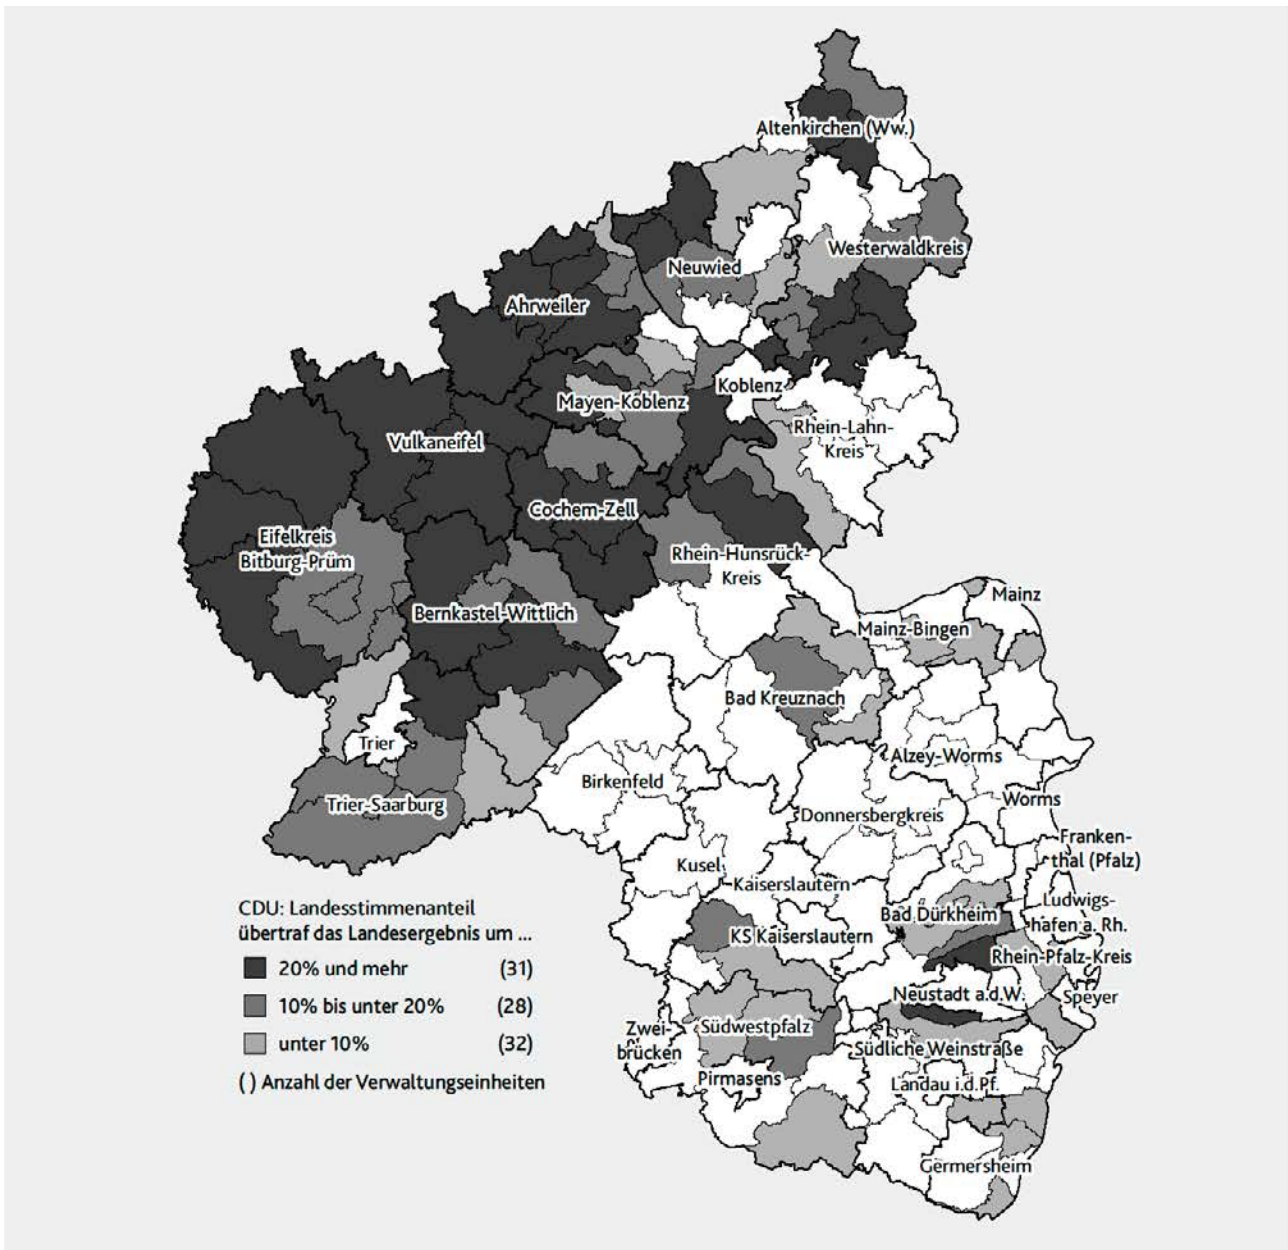 Altenkirchen (Ww.)
Westerwaldkreis
Neuwied
Ahrweiler
Koblenz
Mayen-Koblenz
Rhein-Lahn-
Kreis
Vulkaneifel
Cochem-Zell
Eifelkreis
Bitburg-Prüm
Rhein-Hunsrück-
Kreis
Mainz
Bernkastel-Wittlich
Mainz-Bingen
Bad Kreuznach
Trier
Alzey-Worms
Birkenfeld
Worms
Trier-Saarburg
Donnersbergkreis
Franken-
thal (Pfalz)
Kusel
Kaiserslautern
Ludwigs-
hafen a. Rh.
Bad Dürkheim
KS Kaiserslautern
Rhein-Pfalz-Kreis
Neustadt a.d.W.
Speyer
Südwestpfalz
Zwei-
brücken
Südliche Weinstraße
Pirmasens
Landau i.d.Pf.
Germersheim
CDU: Landesstimmenanteil
übertraf das Landesergebnis um ...
20% und mehr (31)
10% bis unter 20% (28)
unter 10% (32)
( ) Anzahl der Verwaltungseinheiten